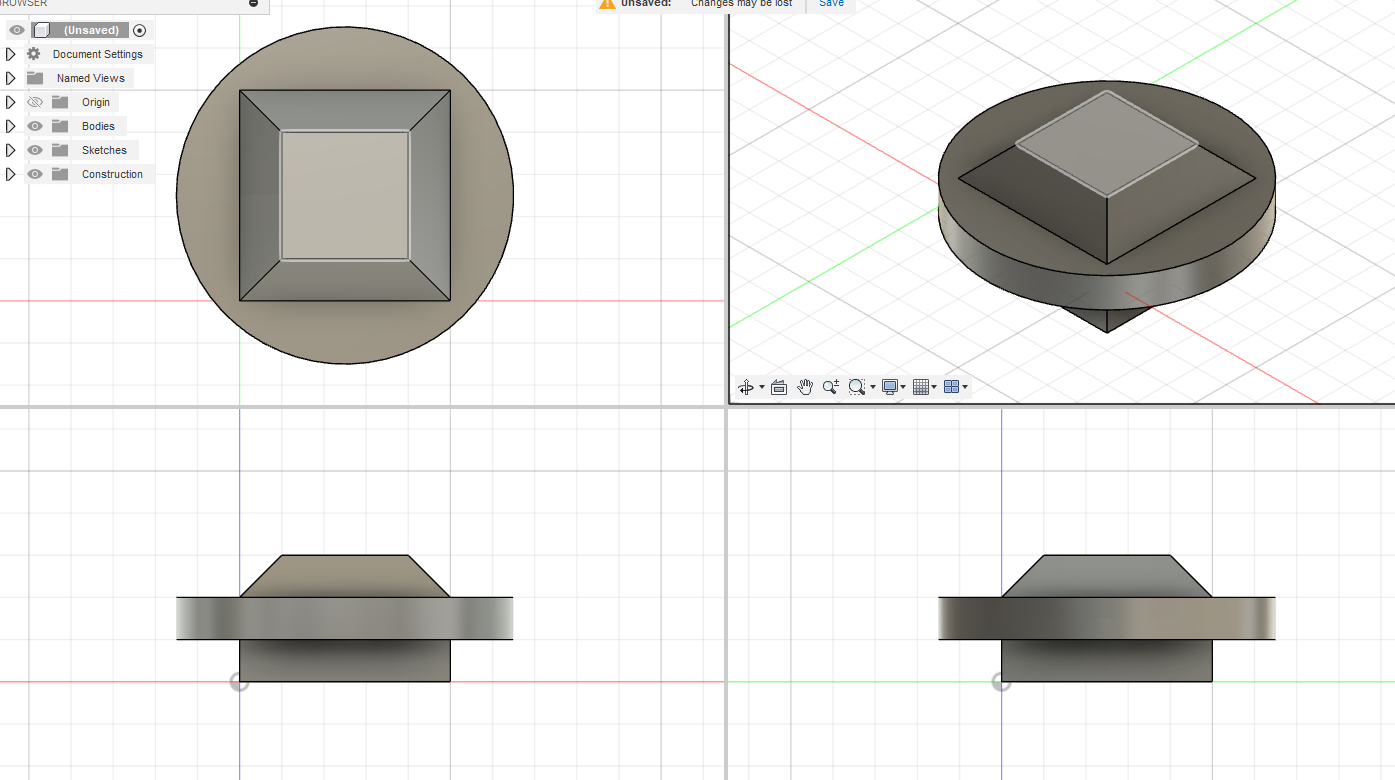 BROWSER
Unsaved: Changes may be lost Save
(Unsaved)
Document Settings
Named Views
Origin
Bodies
Sketches
Construction